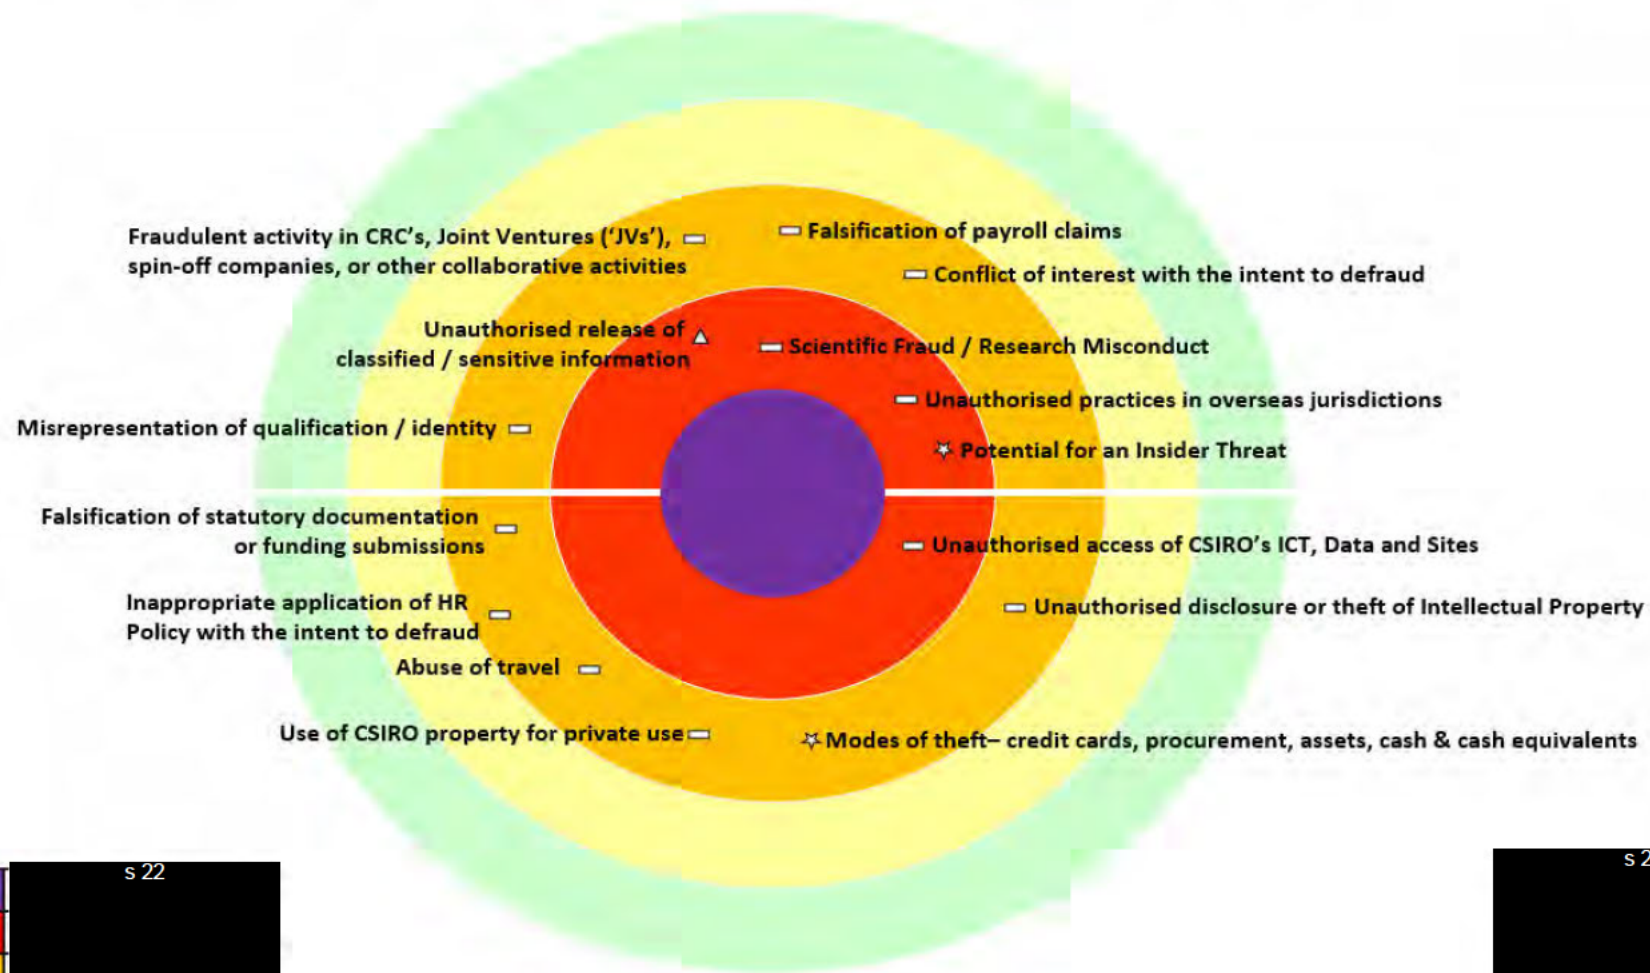 Fraudulent activity in CRC's, Joint Ventures ('JVs'),
spin-off companies, or other collaborative activities
Falsification of payroll claims
Conflict of interest with the intent to defraud
Unauthorised release of
classified / sensitive information
Scientific Fraud / Research Misconduct
Unauthorised practices in overseas jurisdictions
Misrepresentation of qualification / identity
Potential for an Insider Threat
Falsification of statutory documentation
or funding submissions
Unauthorised access of CSIRO's ICT, Data and Sites
Inappropriate application of HR
Policy with the intent to defraud
Unauthorised disclosure or theft of Intellectual Property
Abuse of travel
Use of CSIRO property for private use
Modes of theft– credit cards, procurement, assets, cash & cash equivalents
s 22
s